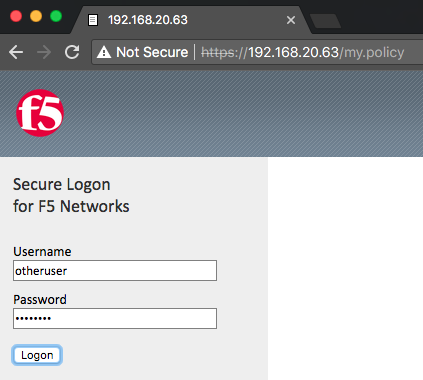 192.168.20.63
Not Secure | https://192.168.20.63/my.policy
f5
Secure Logon
for F5 Networks
Username
otheruser
Password
••••••••
Logon